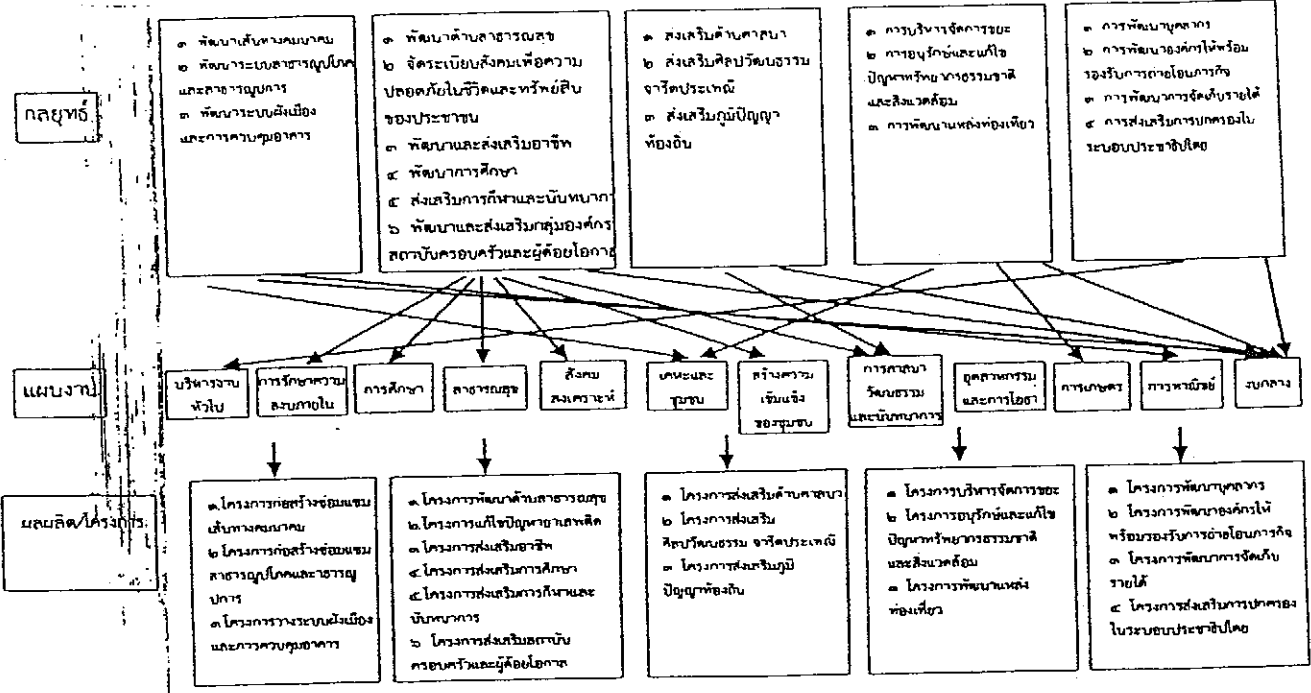 กลยุทธ์
๑ พัฒนาเส้นทางคมนาคม
๒ พัฒนาระบบสาธารณูปโภค
และสาธารณูปการ
๓ พัฒนาระบบผังเมือง
และการควบคุมอาคาร
๑ พัฒนาด้านสาธารณสุข
๒ จัดระเบียบสังคมเพื่อความ
ปลอดภัยในชีวิตและทรัพย์สิน
ของประชาชน
๓ พัฒนาและส่งเสริมอาชีพ
๔ พัฒนาการศึกษา
๕ ส่งเสริมการกีฬาและนันทนาการ
๖ พัฒนาและส่งเสริมกลุ่มองค์กร
สถาบันครอบครัวและผู้ด้อยโอกาส
๑ ส่งเสริมด้านศาสนา
๒ ส่งเสริมศิลปวัฒนธรรม
จารีตประเพณี
๓ ส่งเสริมภูมิปัญญา
ท้องถิ่น
๑ การบริหารจัดการขยะ
๒ การอนุรักษ์และแก้ไข
ปัญหาทรัพยากรธรรมชาติ
และสิ่งแวดล้อม
๓ การพัฒนาแหล่งท่องเที่ยว
๑ การพัฒนาบุคลากร
๒ การพัฒนาองค์กรให้พร้อม
รองรับการถ่ายโอนภารกิจ
๓ การพัฒนาการจัดเก็บรายได้
๔ การส่งเสริมการปกครองใน
ระบอบประชาธิปไตย
แผนงาน
บริหารงาน
ทั่วไป
การรักษาความ
สงบภายใน
การศึกษา
สาธารณสุข
สังคม
สงเคราะห์
เคหะและ
ชุมชน
สร้างความ
เข้มแข็ง
ของชุมชน
การศาสนา
วัฒนธรรม
และนันทนาการ
อุตสาหกรรม
และการโยธา
การเกษตร
การพาณิชย์
งบกลาง
ผลผลิต/โครงการ
๑.โครงการก่อสร้างซ่อมแซม
เส้นทางคมนาคม
๒ โครงการก่อสร้างซ่อมแซม
สาธารณูปโภคและสาธารณู
ปการ
๓ โครงการวางระบบผังเมือง
และการควบคุมอาคาร
๑.โครงการพัฒนาด้านสาธารณสุข
๒.โครงการแก้ไขปัญหายาเสพติด
๓ โครงการส่งเสริมอาชีพ
๔.โครงการส่งเสริมการศึกษา
๕.โครงการส่งเสริมการกีฬาและ
นันทนาการ
๖ โครงการส่งเสริมสถาบัน
ครอบครัวและผู้ด้อยโอกาส
๑ โครงการส่งเสริมด้านศาสนา
๒ โครงการส่งเสริม
ศิลปวัฒนธรรม จารีตประเพณี
๓ โครงการส่งเสริมภูมิ
ปัญญาท้องถิ่น
๑ โครงการบริหารจัดการขยะ
๒ โครงการอนุรักษ์และแก้ไข
ปัญหาทรัพยากรธรรมชาติ
และสิ่งแวดล้อม
๑ โครงการพัฒนาแหล่ง
ท่องเที่ยว
๑ โครงการพัฒนาบุคลากร
๒ โครงการพัฒนาองค์กรให้
พร้อมรองรับการถ่ายโอนภารกิจ
๓ โครงการพัฒนาการจัดเก็บ
รายได้
๔ โครงการส่งเสริมการปกครอง
ในระบอบประชาธิปไตย